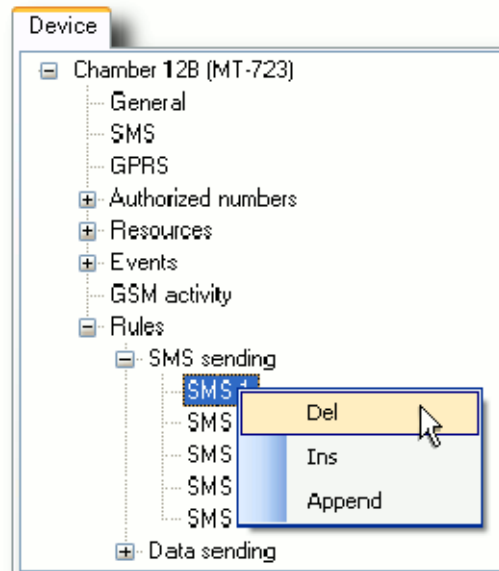 Device
Chamber 12B (MT-723)
General
SMS
GPRS
Authorized numbers
Resources
Events
GSM activity
Rules
SMS sending
SMS 1
Del
SMS
SMS
Ins
SMS
Append
SMS
Data sending